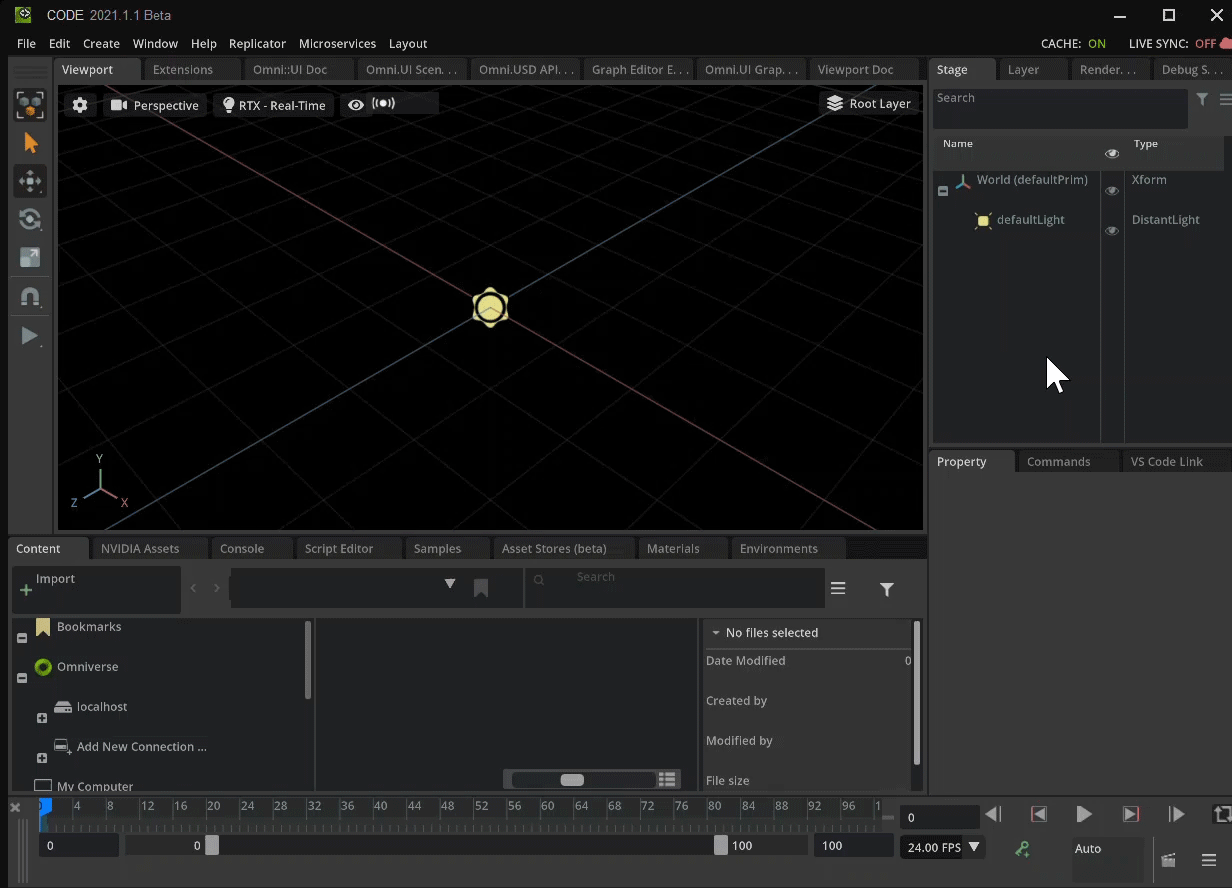 CODE 2021.1.1 Beta
File Edit Create Window Help Replicator Microservices Layout CACHE: ON LIVE SYNC: OFF
Viewport Extensions Omni::UI Doc Omni.UI Scen. . . Omni.USD API. . . Graph Editor E. . . Omni.UI Grap. . . Viewport Doc Stage Layer Render. . . Debug S. . .
Perspective RTX - Real-Time Root Layer
Search
Name Type
World (defaultPrim) Xform
defaultLight DistantLight
Y
Z X
Property Commands VS Code Link
Content NVIDIA Assets Console Script Editor Samples Asset Stores (beta) Materials Environments
Import Search
Bookmarks
Omniverse
localhost
Add New Connection ...
My Computer
No files selected
Date Modified 0
Created by
Modified by
File size
4 8 12 16 20 24 28 32 36 40 44 48 52 56 60 64 68 72 76 80 84 88 92 96 1
0
0 0 100 100 24.00 FPS Auto